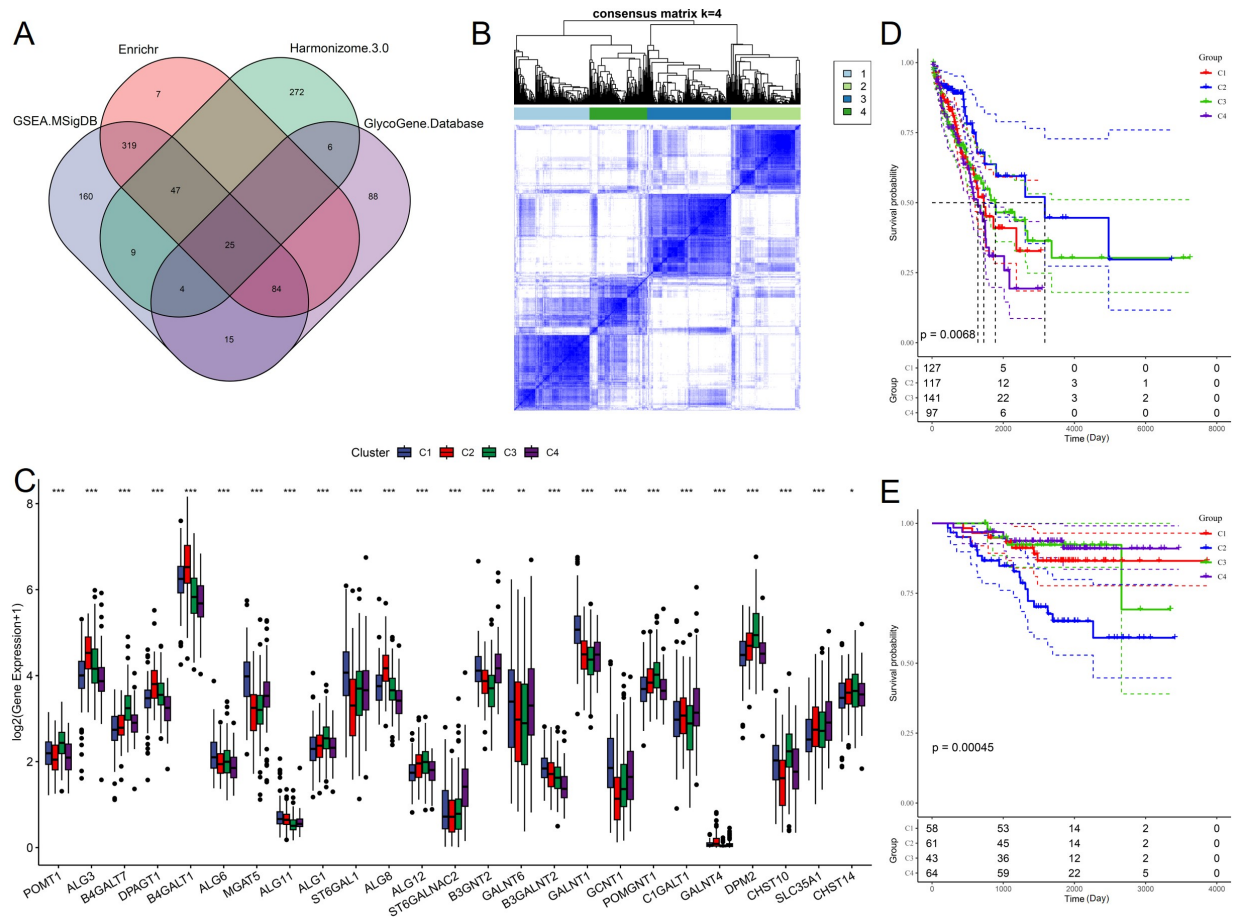 A
Enrichr
Harmonizome.3.0
GSEA.MSigDB
GlycoGene.Database
7
272
319
6
160
47
88
9
25
4
84
15
B
consensus matrix k=4
1
2
3
4
D
Group
C1
C2
C3
C4
Survival probability
1.00
0.75
0.50
0.25
0.00
p = 0.0068
Group
C1 127 5 0 0 0
C2 117 12 3 1 0
C3 141 22 3 2 0
C4 97 6 0 0 0
0 2000 4000 6000 8000
Time (Day)
Cluster C1 C2 C3 C4
C
*** *** *** *** *** *** *** *** *** *** *** *** *** *** ** *** *** *** *** *** *** *** *** *** *
log2(Gene Expression+1)
8
6
4
2
0
POMT1 ALG3 B4GALT7 DPAGT1 B4GALT1 ALG6 MGAT5 ALG11 ALG1 ST6GAL1 ALG8 ALG12 ST6GALNAC2 B3GNT2 GALNT6 B3GALNT2 GALNT1 GCNT1 POMGNT1 C1GALT1 GALNT4 DPM2 CHST10 SLC35A1 CHST14
E
Group
C1
C2
C3
C4
Survival probability
1.00
0.75
0.50
0.25
0.00
p = 0.00045
Group
C1 58 53 14 2 0
C2 61 45 14 2 0
C3 43 36 12 2 0
C4 64 59 22 5 0
0 1000 2000 3000 4000
Time (Day)